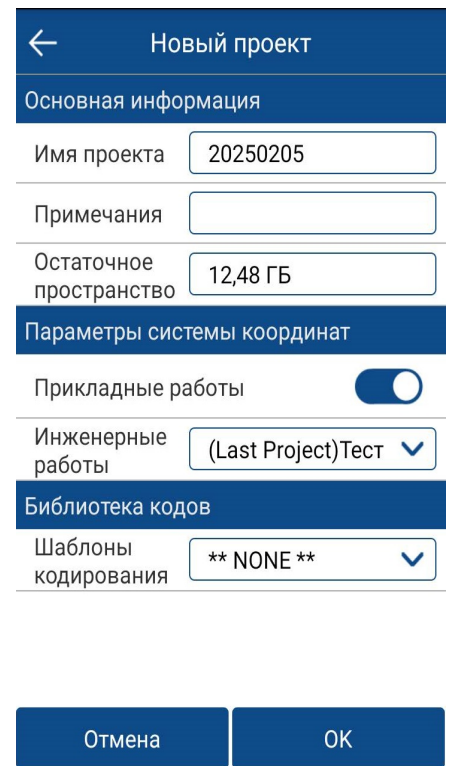 Новый проект
Основная информация
Имя проекта 20250205
Примечания
Остаточное
пространство 12,48 ГБ
Параметры системы координат
Прикладные работы
Инженерные
работы (Last Project)Тест
Библиотека кодов
Шаблоны
кодирования ** NONE **
Отмена OK